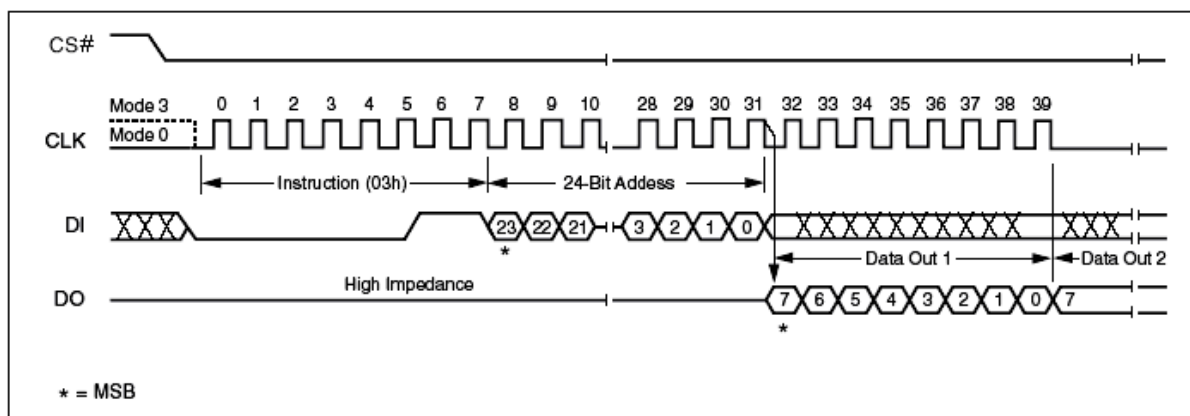 CS#
Mode 3 0 1 2 3 4 5 6 7 8 9 10 28 29 30 31 32 33 34 35 36 37 38 39
CLK Mode 0
Instruction (03h) 24-Bit Addess
DI 23 22 21 3 2 1 0
* Data Out 1 Data Out 2
High Impedance
DO 7 6 5 4 3 2 1 0 7
*
* = MSB